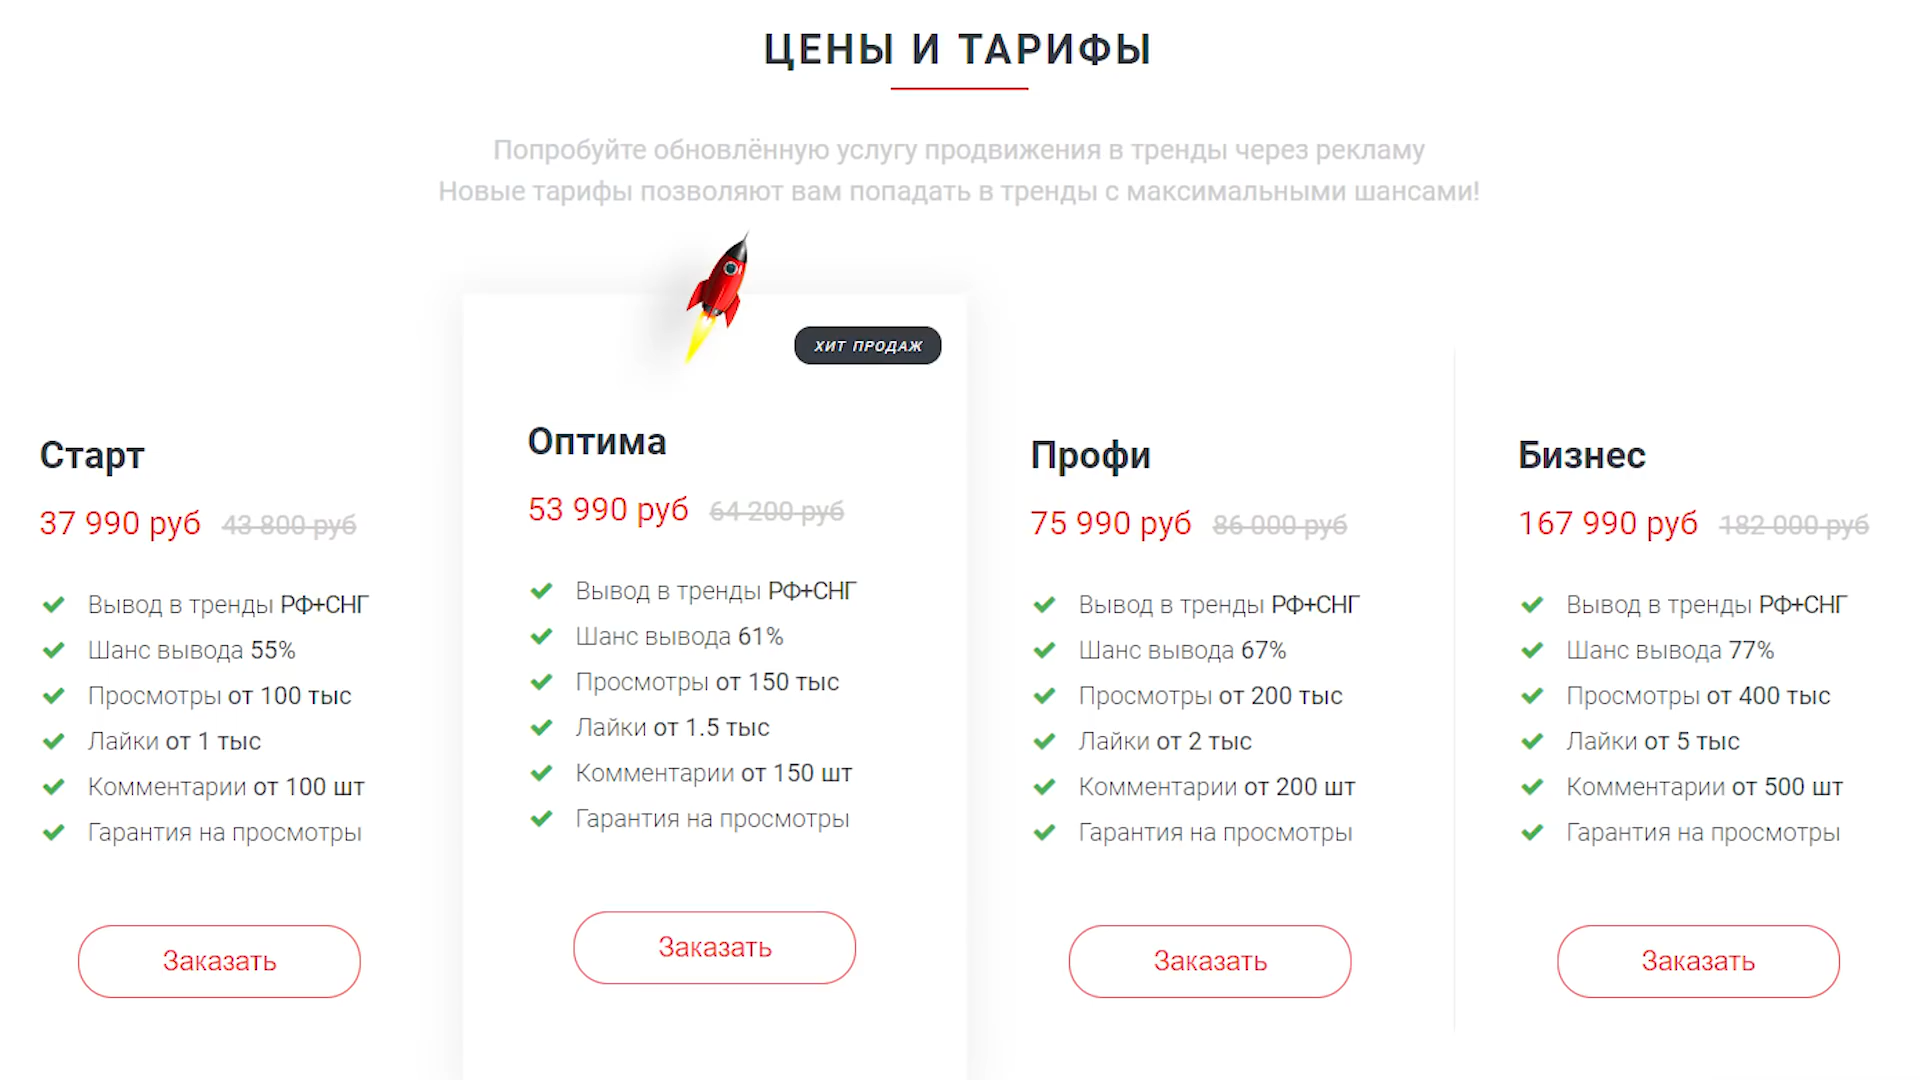 ЦЕНЫ И ТАРИФЫ
Попробуйте обновлённую услугу продвижения в тренды через рекламу
Новые тарифы позволяют вам попадать в тренды с максимальными шансами!
Старт
37 990 руб 43 800 руб
Вывод в тренды РФ+СНГ
Шанс вывода 55%
Просмотры от 100 тыс
Лайки от 1 тыс
Комментарии от 100 шт
Гарантия на просмотры
Заказать
ХИТ ПРОДАЖ
Оптима
53 990 руб 64 200 руб
Вывод в тренды РФ+СНГ
Шанс вывода 61%
Просмотры от 150 тыс
Лайки от 1.5 тыс
Комментарии от 150 шт
Гарантия на просмотры
Заказать
Профи
75 990 руб 86 000 руб
Вывод в тренды РФ+СНГ
Шанс вывода 67%
Просмотры от 200 тыс
Лайки от 2 тыс
Комментарии от 200 шт
Гарантия на просмотры
Заказать
Бизнес
167 990 руб 182 000 руб
Вывод в тренды РФ+СНГ
Шанс вывода 77%
Просмотры от 400 тыс
Лайки от 5 тыс
Комментарии от 500 шт
Гарантия на просмотры
Заказать